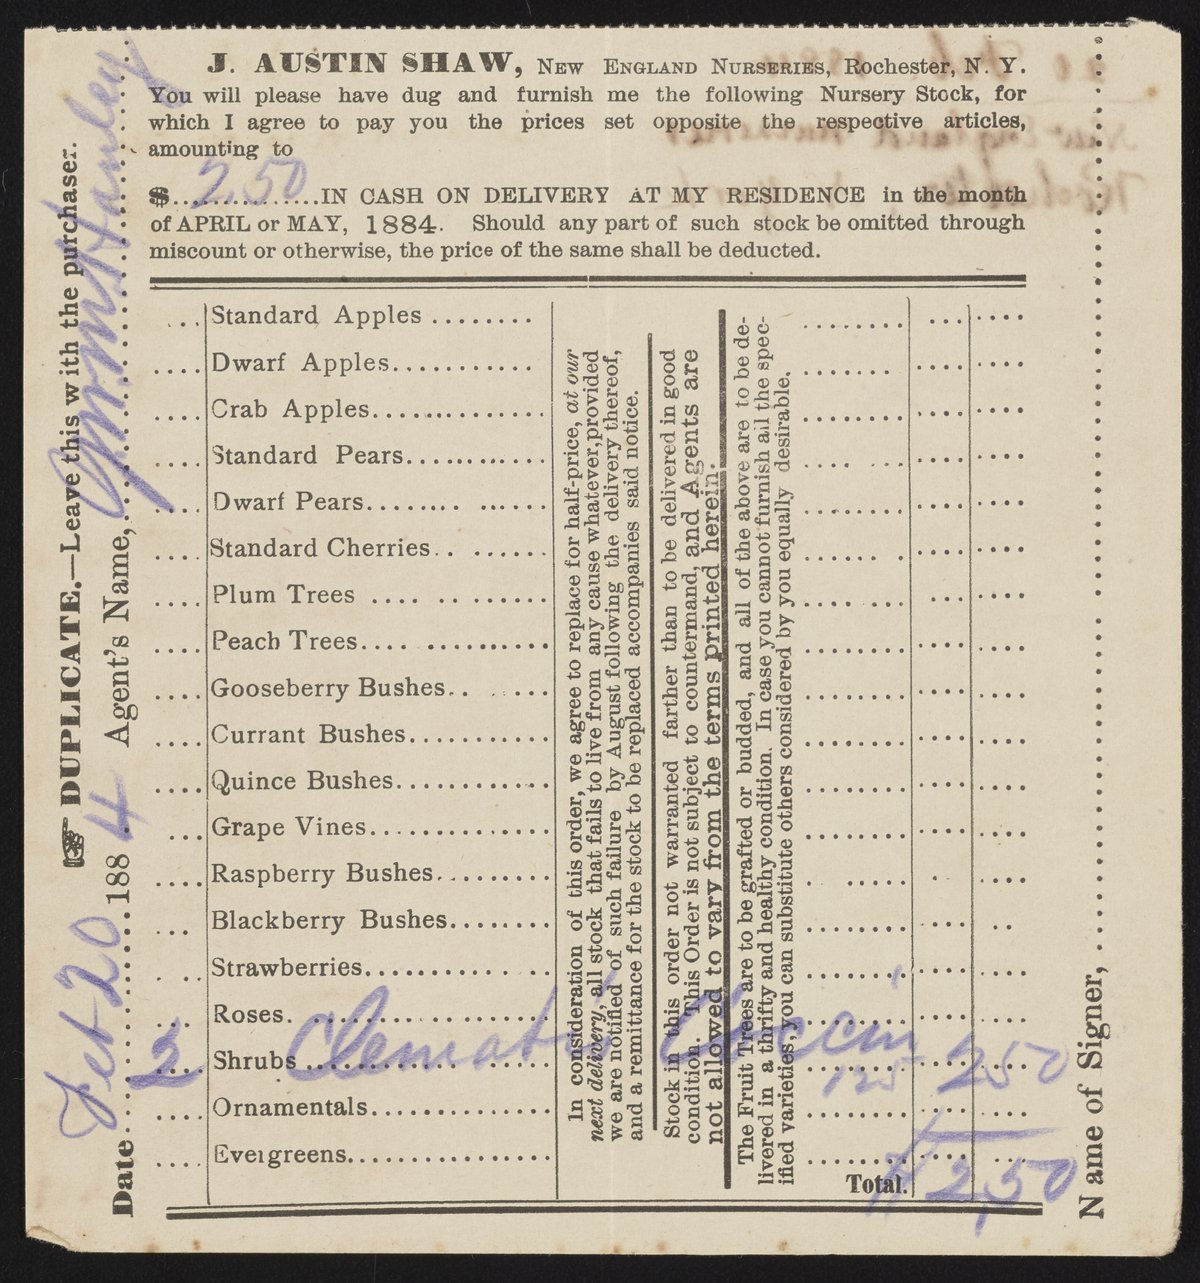 J. AUSTIN SHAW, NEW ENGLAND NURSERIES, Rochester, N. Y.
You will please have dug and furnish me the following Nursery Stock, for
which I agree to pay you the prices set opposite the respective articles,
amounting to
$ 2.50 IN CASH ON DELIVERY AT MY RESIDENCE in the month
of APRIL or MAY, 1884. Should any part of such stock be omitted through
miscount or otherwise, the price of the same shall be deducted.
Standard Apples
Dwarf Apples
Crab Apples
Standard Pears
Dwarf Pears
Standard Cherries
Plum Trees
Peach Trees
Gooseberry Bushes
Currant Bushes
Quince Bushes
Grape Vines
Raspberry Bushes
Blackberry Bushes
Strawberries
Roses
2 Shrubs Clematis 125 250
Ornamentals
Evergreens
Total. $ 2,50
In consideration of this order, we agree to replace for half-price, at our
next delivery, all stock that fails to live from any cause whatever, provided
we are notified of such failure by August following the delivery thereof,
and a remittance for the stock to be replaced accompanies said notice.
Stock in this order not warranted farther than to be delivered in good
condition. This Order is not subject to countermand, and Agents are
not allowed to vary from the terms printed herein.
The Fruit Trees are to be grafted or budded, and all of the above are to be de-
livered in a thrifty and healthy condition. In case you cannot furnish all the spec-
ified varieties, you can substitute others considered by you equally desirable.
☞ DUPLICATE.—Leave this with the purchaser.
Date Feb 20 1884 Agent's Name,
Name of Signer,